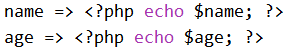 name => <?php echo $name; ?>
age => <?php echo $age; ?>